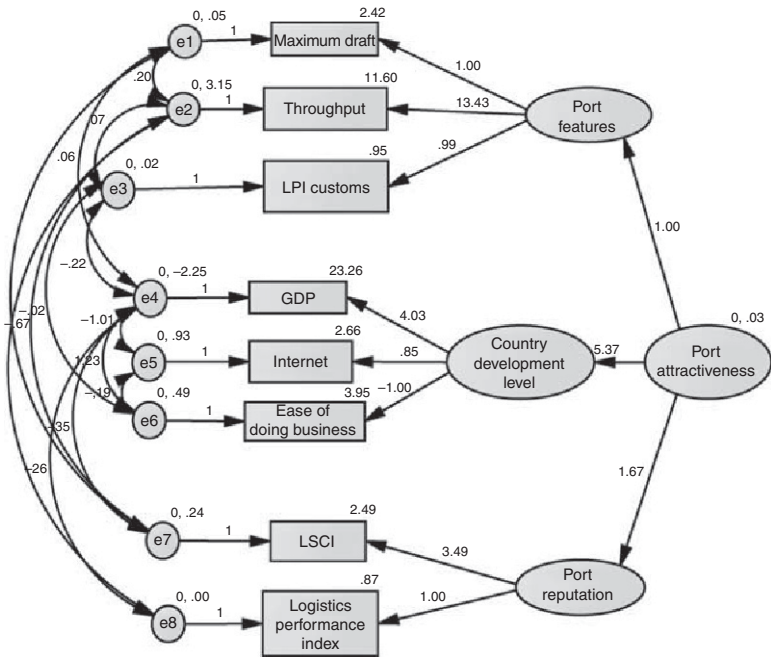 0, .05
2.42
e1
1
Maximum draft
1.00
.20
0, 3.15
11.60
e2
1
Throughput
13.43
Port
features
.07
.99
.06
0, .02
.95
e3
1
LPI customs
1.00
-.22
0, -2.25
23.26
e4
1
GDP
4.03
-.02
-.67
-1.01
0, .93
2.66
Country
development
level
5.37
0, .03
Port
attractiveness
e5
1
Internet
.85
1.23
-.19
0, .49
3.95
-1.00
e6
1
Ease of
doing business
.35
1.67
-.26
0, .24
2.49
e7
1
LSCI
3.49
Port
reputation
0, .00
.87
1.00
e8
1
Logistics
performance
index